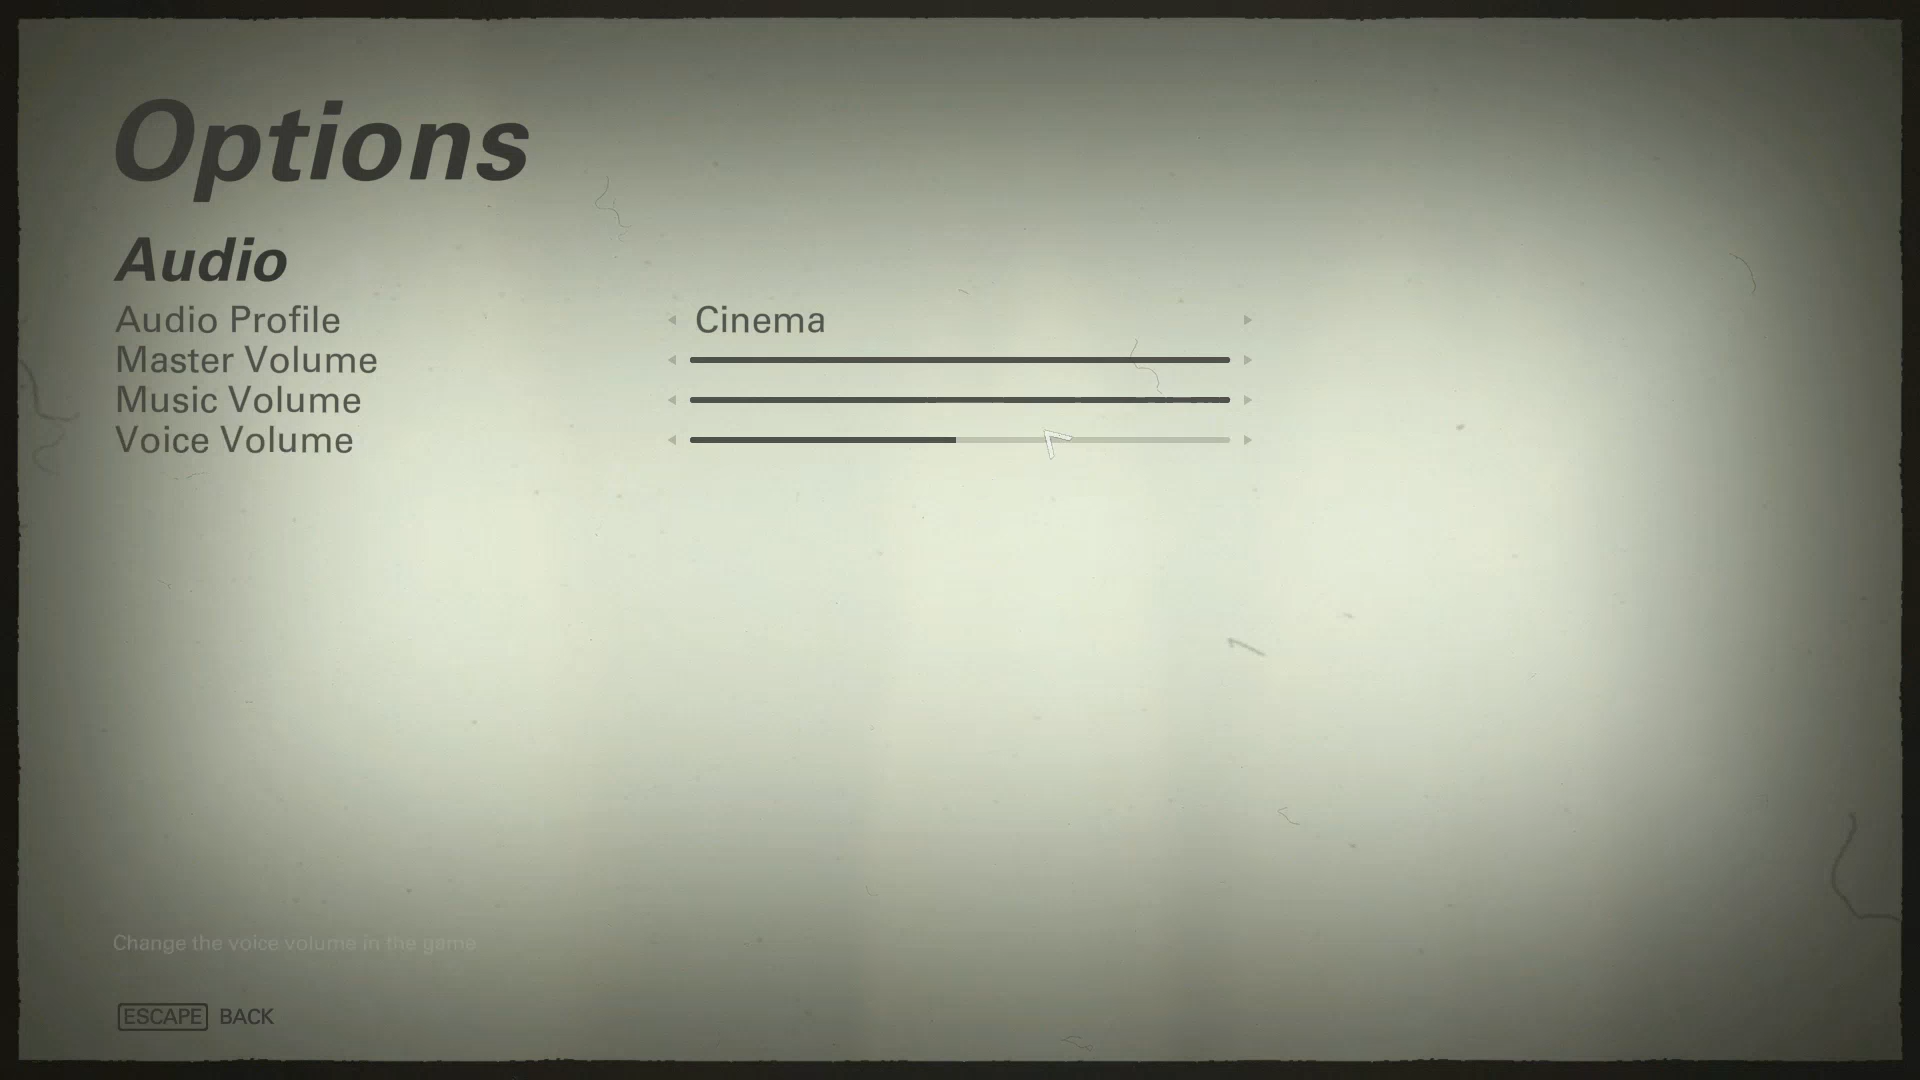 Options
Audio
Audio Profile
Cinema
Master Volume
Music Volume
Voice Volume
Change the voice volume in the game
ESCAPE BACK